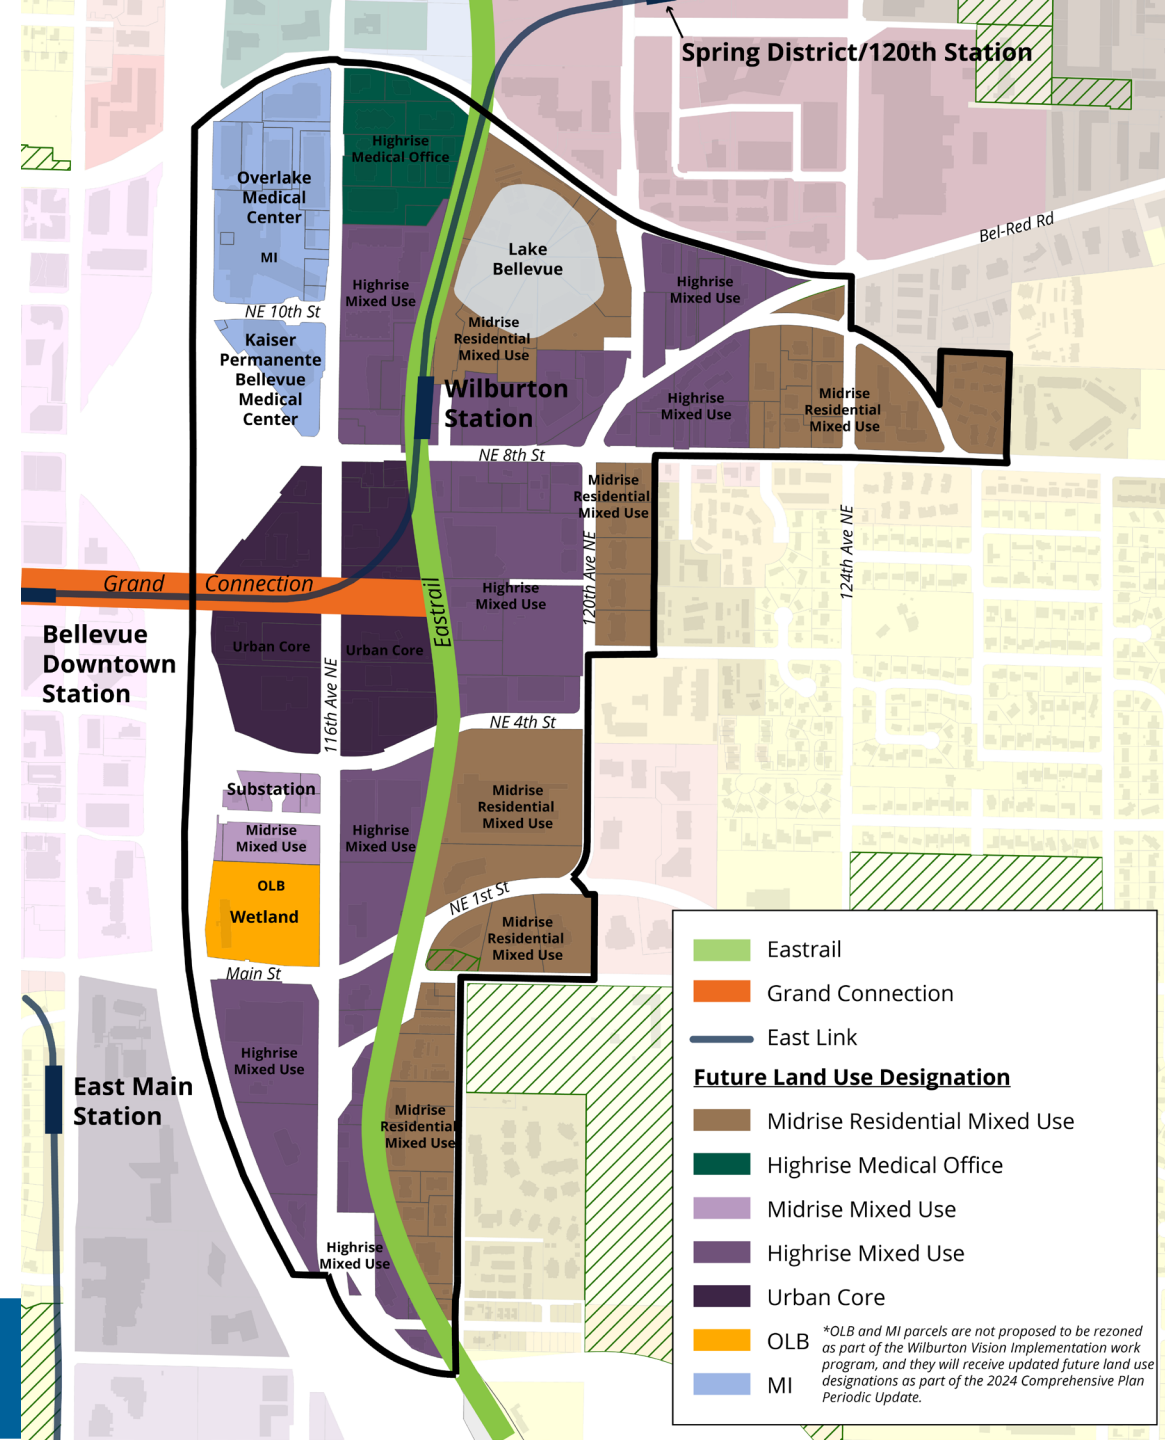 Spring District/120th Station
Highrise
Medical Office
Overlake
Medical
Center
MI
Bel-Red Rd
Lake
Bellevue
Highrise
Mixed Use
Highrise
Mixed Use
NE 10th St
Midrise
Residential
Mixed Use
Kaiser
Permanente
Bellevue
Medical
Center
Wilburton
Station
Highrise
Mixed Use
Midrise
Residential
Mixed Use
NE 8th St
Midrise
Residential
Mixed Use
120th Ave NE
124th Ave NE
Grand Connection
Eastrail
Highrise
Mixed Use
Bellevue
Downtown
Station
Urban Core
Urban Core
116th Ave NE
NE 4th St
Substation
Midrise
Mixed Use
Highrise
Mixed Use
Midrise
Residential
Mixed Use
OLB
Wetland
NE 1st St
Midrise
Residential
Mixed Use
Main St
Highrise
Mixed Use
East Main
Station
Midrise
Residential
Mixed Use
Highrise
Mixed Use
Eastrail
Grand Connection
East Link
Future Land Use Designation
Midrise Residential Mixed Use
Highrise Medical Office
Midrise Mixed Use
Highrise Mixed Use
Urban Core
OLB
MI
*OLB and MI parcels are not proposed to be rezoned
as part of the Wilburton Vision Implementation work
program, and they will receive updated future land use
designations as part of the 2024 Comprehensive Plan
Periodic Update.